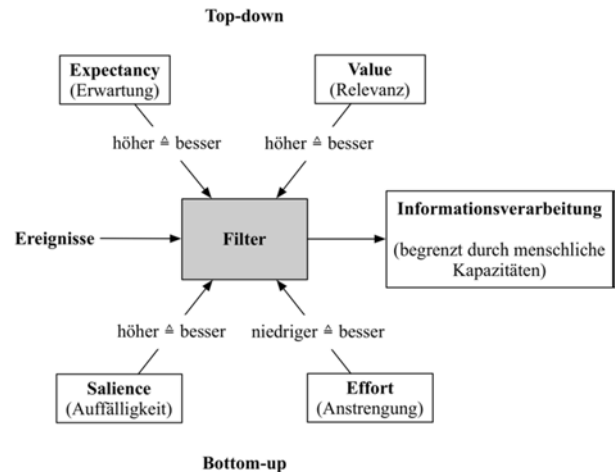 Top-down
Expectancy
(Erwartung)
Value
(Relevanz)
höher ≙ besser
höher ≙ besser
Ereignisse
Filter
Informationsverarbeitung
(begrenzt durch menschliche
Kapazitäten)
höher ≙ besser
niedriger ≙ besser
Salience
(Auffälligkeit)
Effort
(Anstrengung)
Bottom-up